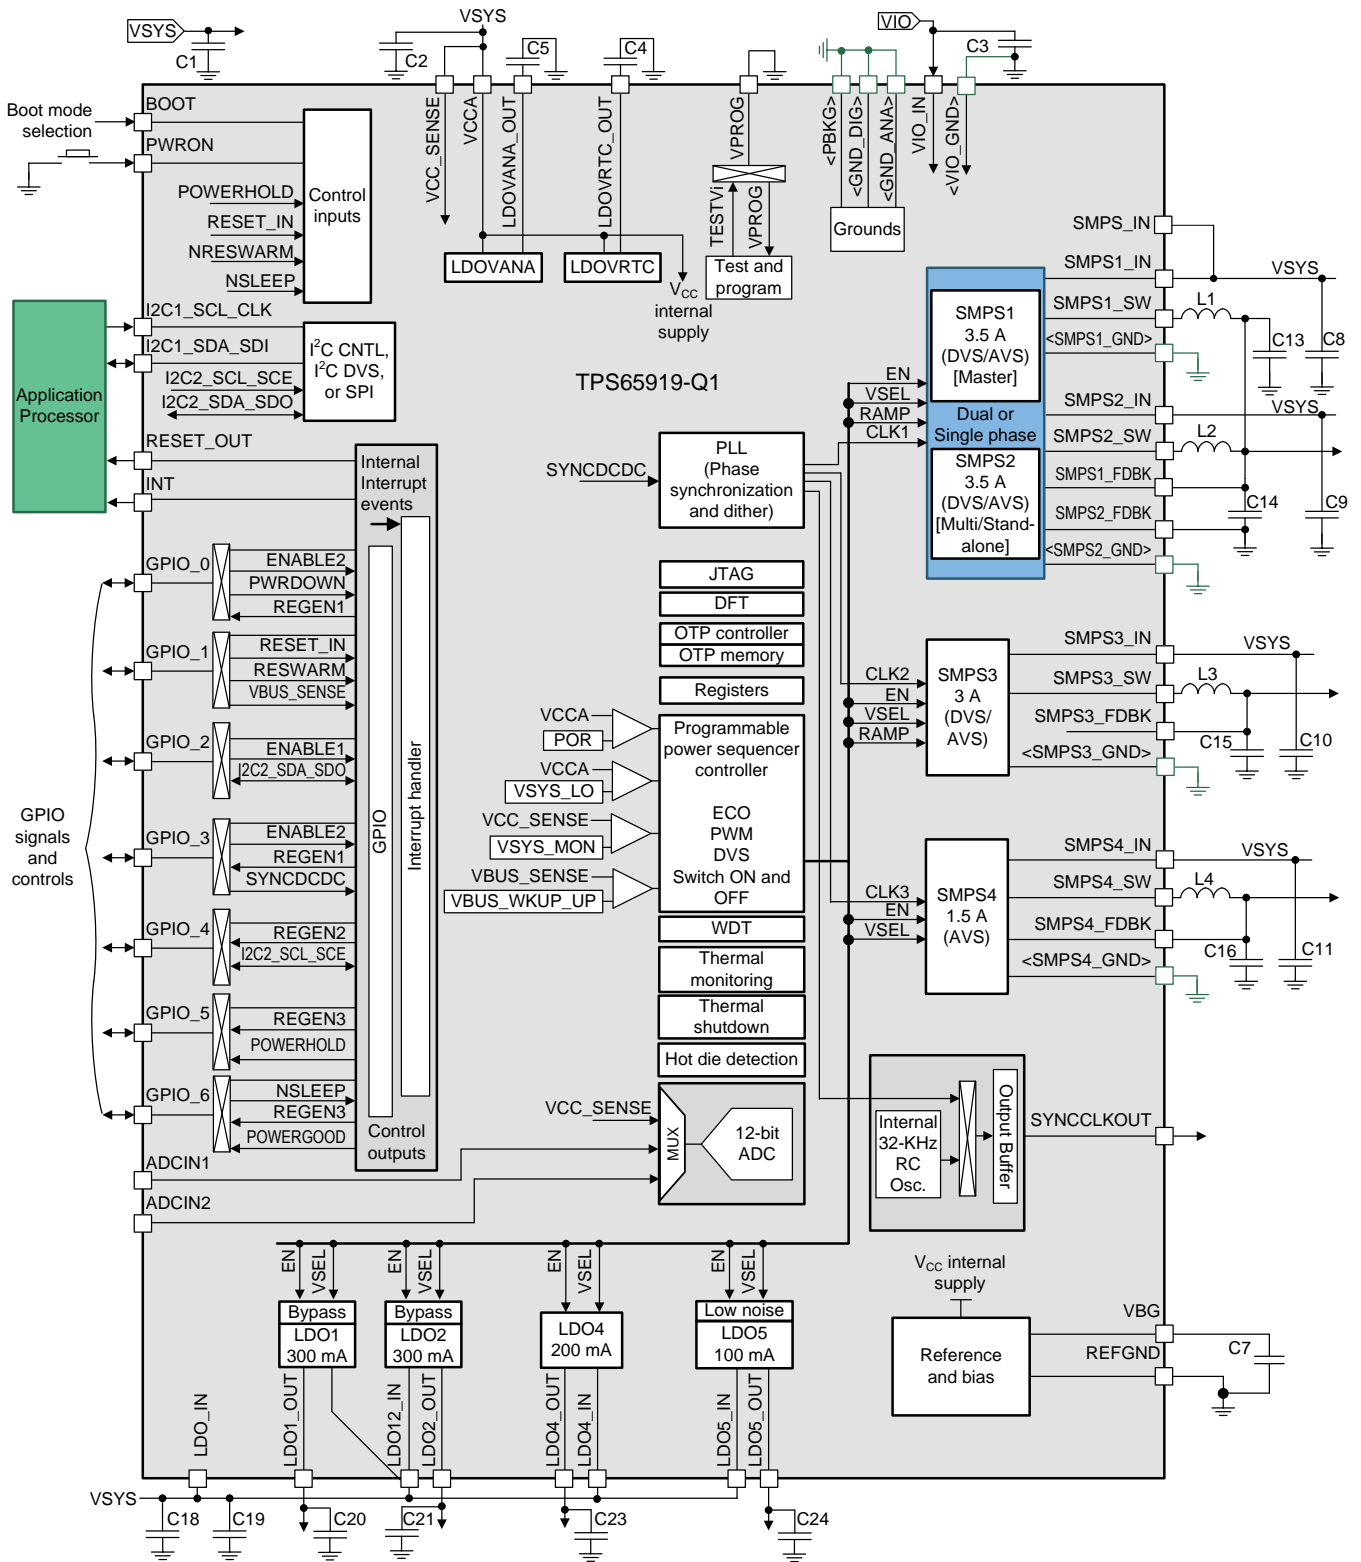 VSYS
C1
VSYS
C2
C5
C4
VIO
C3
Boot mode
selection
BOOT
PWRON
POWERHOLD
RESET_IN
NRESWARM
NSLEEP
Control
inputs
VCC_SENSE
VCCA
LDOVANA_OUT
LDOVRTC_OUT
VPROG
<PBKG>
<GND_DIG>
<GND_ANA>
VIO_IN
<VIO_GND>
TESTVi
VPROG
LDOVANA
LDOVRTC
VCC
internal
supply
Test and
program
Grounds
Application
Processor
I2C1_SCL_CLK
I2C1_SDA_SDI
I2C2_SCL_SCE
I2C2_SDA_SDO
I2C CNTL,
I2C DVS,
or SPI
RESET_OUT
INT
TPS65919-Q1
SMPS_IN
SMPS1_IN
VSYS
SMPS1_SW
L1
<SMPS1_GND>
C13
C8
SMPS1
3.5 A
(DVS/AVS)
[Master]
Dual or
Single phase
SMPS2
3.5 A
(DVS/AVS)
[Multi/Stand-
alone]
EN
VSEL
RAMP
CLK1
SMPS2_IN
VSYS
SMPS2_SW
L2
SMPS1_FDBK
SMPS2_FDBK
C14
C9
<SMPS2_GND>
SYNCDCDC
PLL
(Phase
synchronization
and dither)
JTAG
DFT
OTP controller
OTP memory
Registers
VCCA
POR
VCCA
VSYS_LO
VCC_SENSE
VSYS_MON
VBUS_SENSE
VBUS_WKUP_UP
Programmable
power sequencer
controller
ECO
PWM
DVS
Switch ON and
OFF
WDT
Thermal
monitoring
Thermal
shutdown
Hot die detection
VCC_SENSE
MUX
12-bit
ADC
Internal
Interrupt
events
GPIO
Interrupt handler
Control
outputs
GPIO
signals
and
controls
GPIO_0
ENABLE2
PWRDOWN
REGEN1
GPIO_1
RESET_IN
RESWARM
VBUS_SENSE
GPIO_2
ENABLE1
I2C2_SDA_SDO
GPIO_3
ENABLE2
REGEN1
SYNCDCDC
GPIO_4
REGEN2
I2C2_SCL_SCE
GPIO_5
REGEN3
POWERHOLD
GPIO_6
NSLEEP
REGEN3
POWERGOOD
ADCIN1
ADCIN2
CLK2
EN
VSEL
RAMP
SMPS3
3 A
(DVS/
AVS)
SMPS3_IN
VSYS
SMPS3_SW
L3
SMPS3_FDBK
C15
C10
<SMPS3_GND>
CLK3
EN
VSEL
SMPS4
1.5 A
(AVS)
SMPS4_IN
VSYS
SMPS4_SW
L4
SMPS4_FDBK
C16
C11
<SMPS4_GND>
Internal
32-KHz
RC
Osc.
Output Buffer
SYNCCLKOUT
VCC internal
supply
Reference
and bias
VBG
REFGND
C7
EN
VSEL
EN
VSEL
EN
VSEL
EN
VSEL
Bypass
LDO1
300 mA
Bypass
LDO2
300 mA
LDO4
200 mA
Low noise
LDO5
100 mA
LDO_IN
LDO1_OUT
LDO12_IN
LDO2_OUT
LDO4_OUT
LDO4_IN
LDO5_IN
LDO5_OUT
VSYS
C18
C19
C20
C21
C23
C24